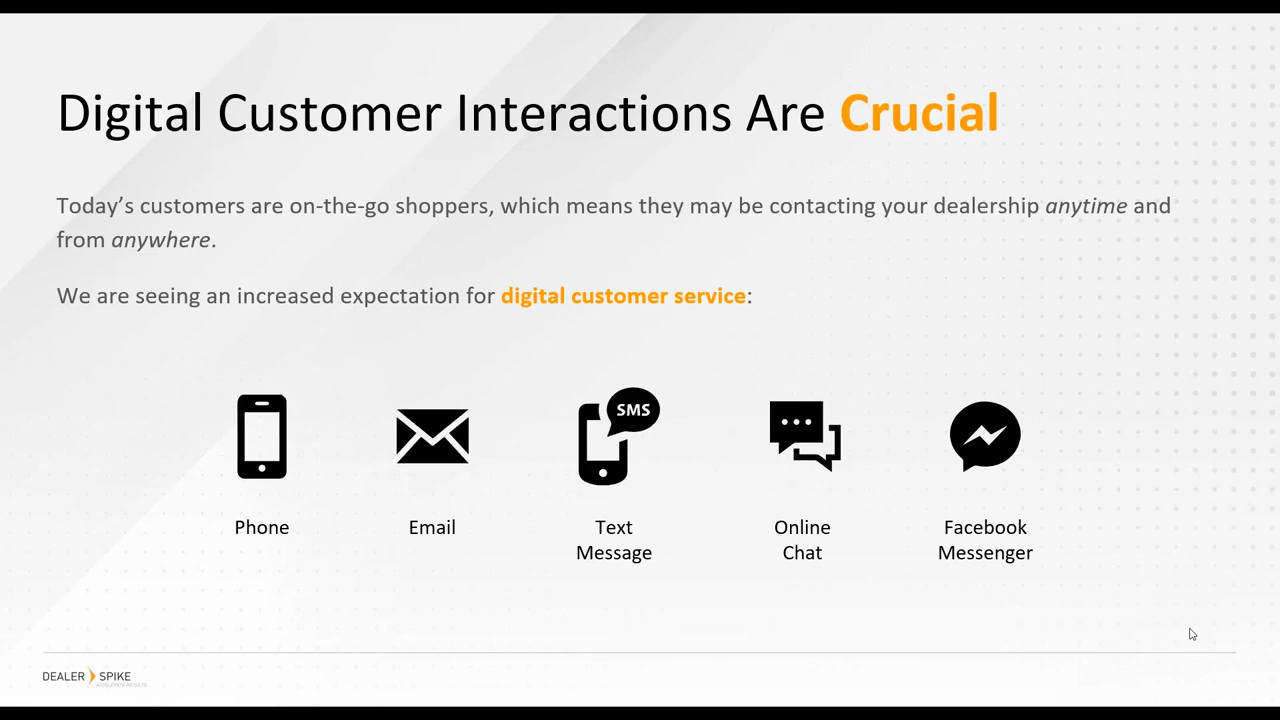 Digital Customer Interactions Are Crucial
Today’s customers are on-the-go shoppers, which means they may be contacting your dealership anytime and
from anywhere.
We are seeing an increased expectation for digital customer service:
SMS
Phone
Email
Text
Message
Online
Chat
Facebook
Messenger
DEALER SPIKE